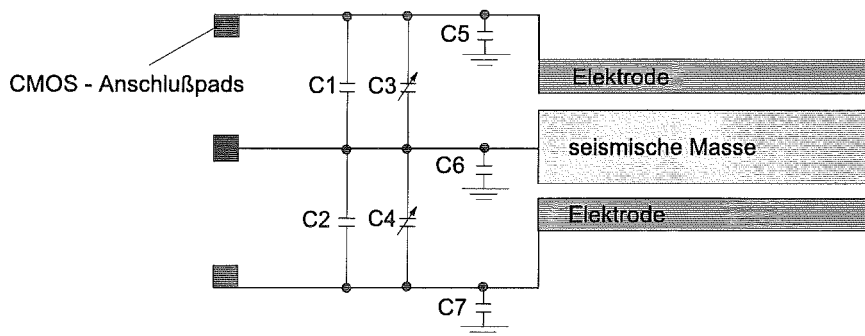 C5
CMOS - Anschlußpads
C1
C3
Elektrode
C6
seismische Masse
C2
C4
Elektrode
C7